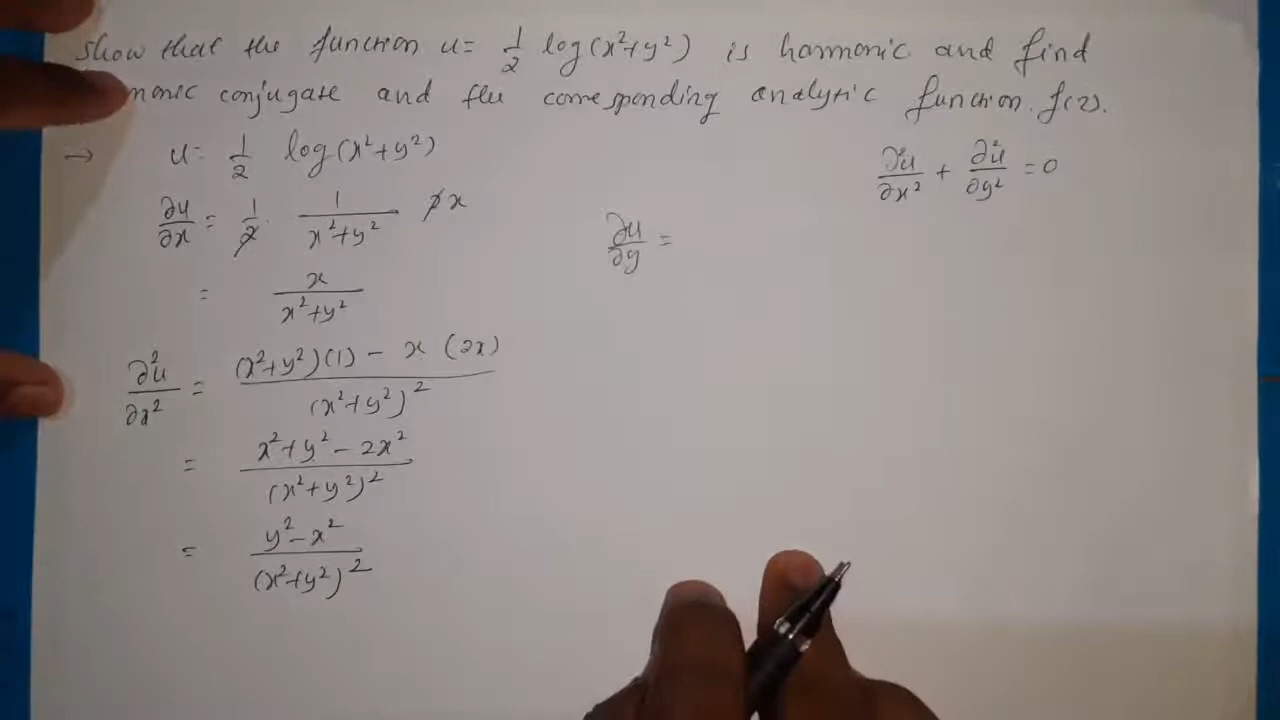 Show that the function u = 1/2 log(x²+y²) is harmonic and find
monic conjugate and the corresponding analytic function f(z).
→ u = 1/2 log(x²+y²)
∂²u/∂x² + ∂²u/∂y² = 0
∂u/∂x = 1/2 · 1/(x²+y²) 2x
= x/(x²+y²)
∂²u/∂x² = ((x²+y²)(1) - x(2x))/(x²+y²)²
= (x²+y²-2x²)/(x²+y²)²
= (y²-x²)/(x²+y²)²
∂u/∂y =